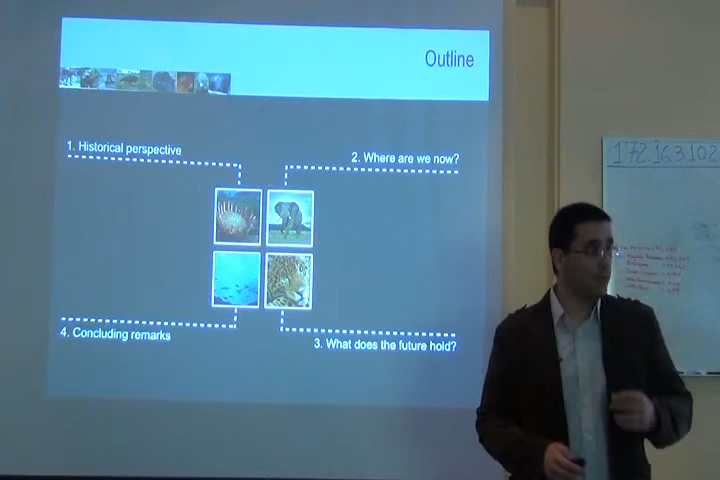 Outline
1. Historical perspective
2. Where are we now?
4. Concluding remarks
3. What does the future hold?
172.16.3.102